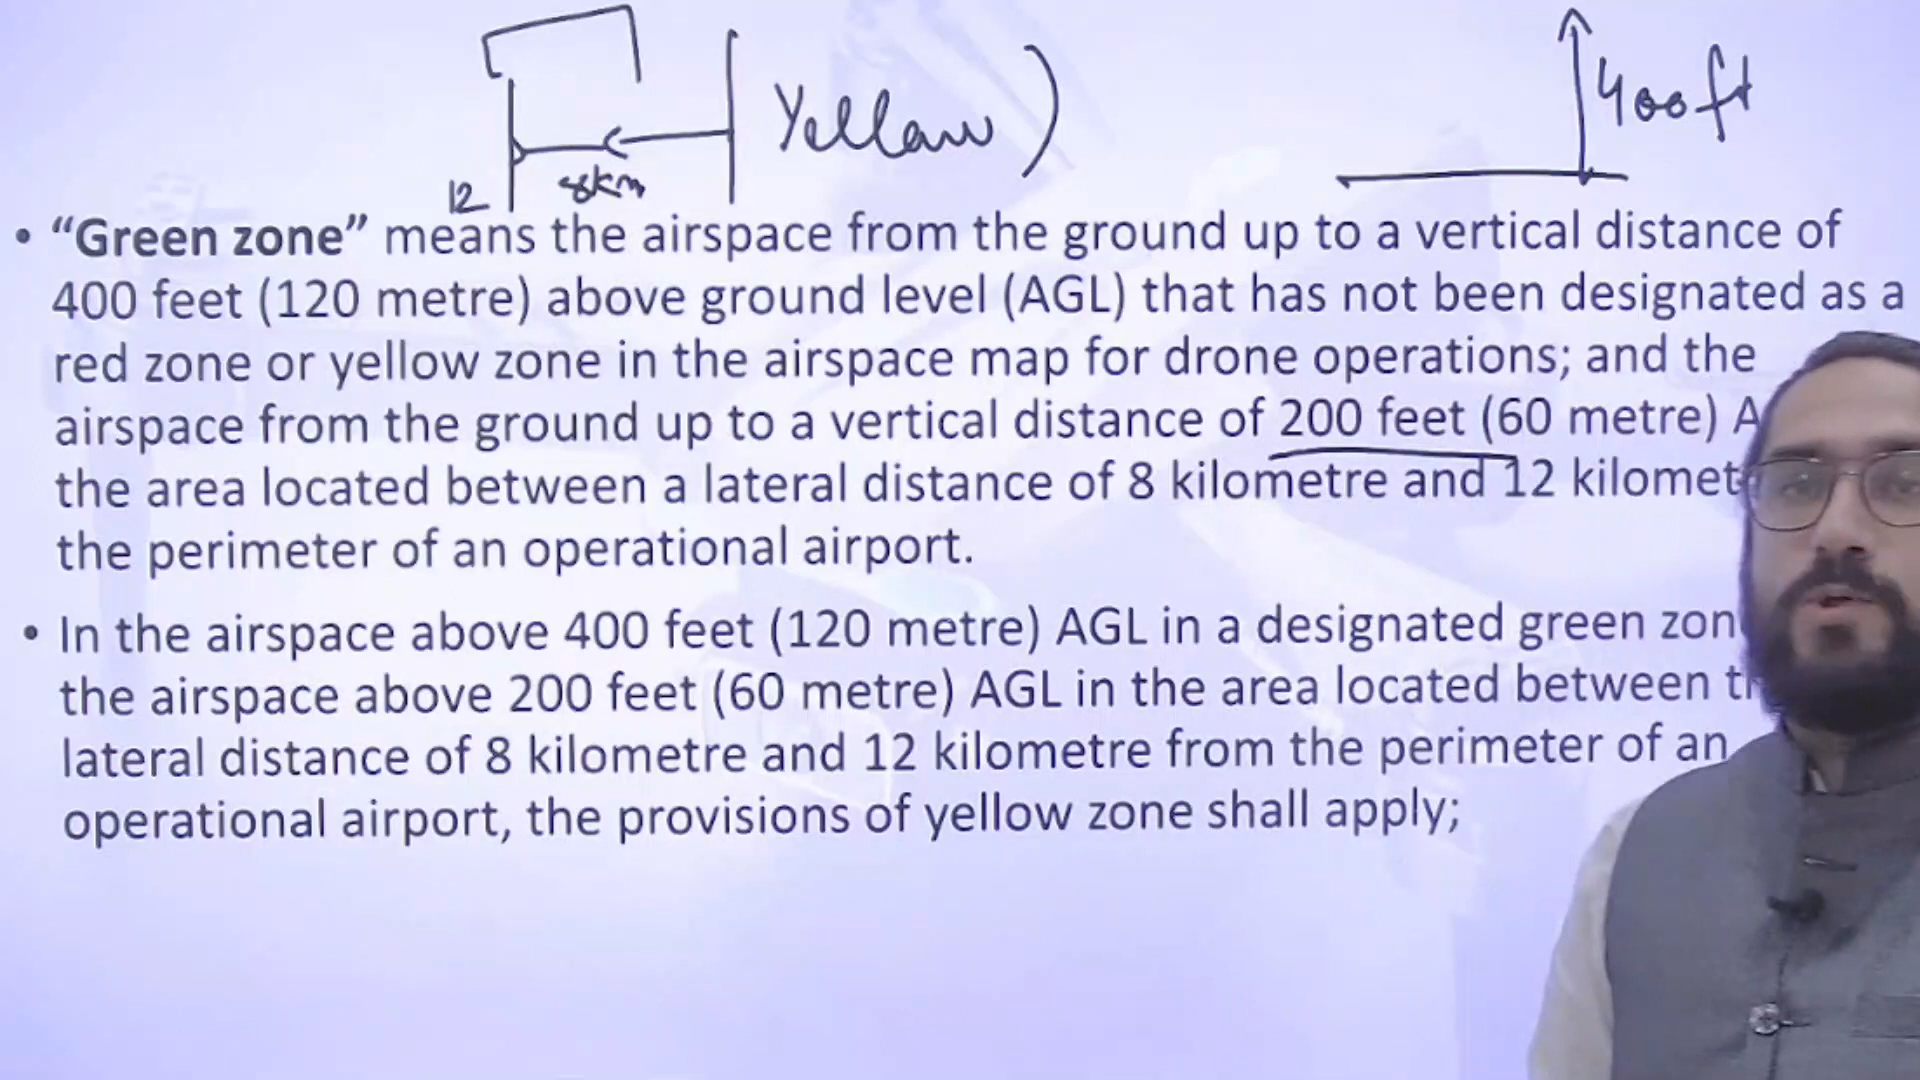 Yellow)
400ft
12
8km
• “Green zone” means the airspace from the ground up to a vertical distance of
400 feet (120 metre) above ground level (AGL) that has not been designated as a
red zone or yellow zone in the airspace map for drone operations; and the
airspace from the ground up to a vertical distance of 200 feet (60 metre) A
the area located between a lateral distance of 8 kilometre and 12 kilomet
the perimeter of an operational airport.
• In the airspace above 400 feet (120 metre) AGL in a designated green zon
the airspace above 200 feet (60 metre) AGL in the area located between t
lateral distance of 8 kilometre and 12 kilometre from the perimeter of an
operational airport, the provisions of yellow zone shall apply;